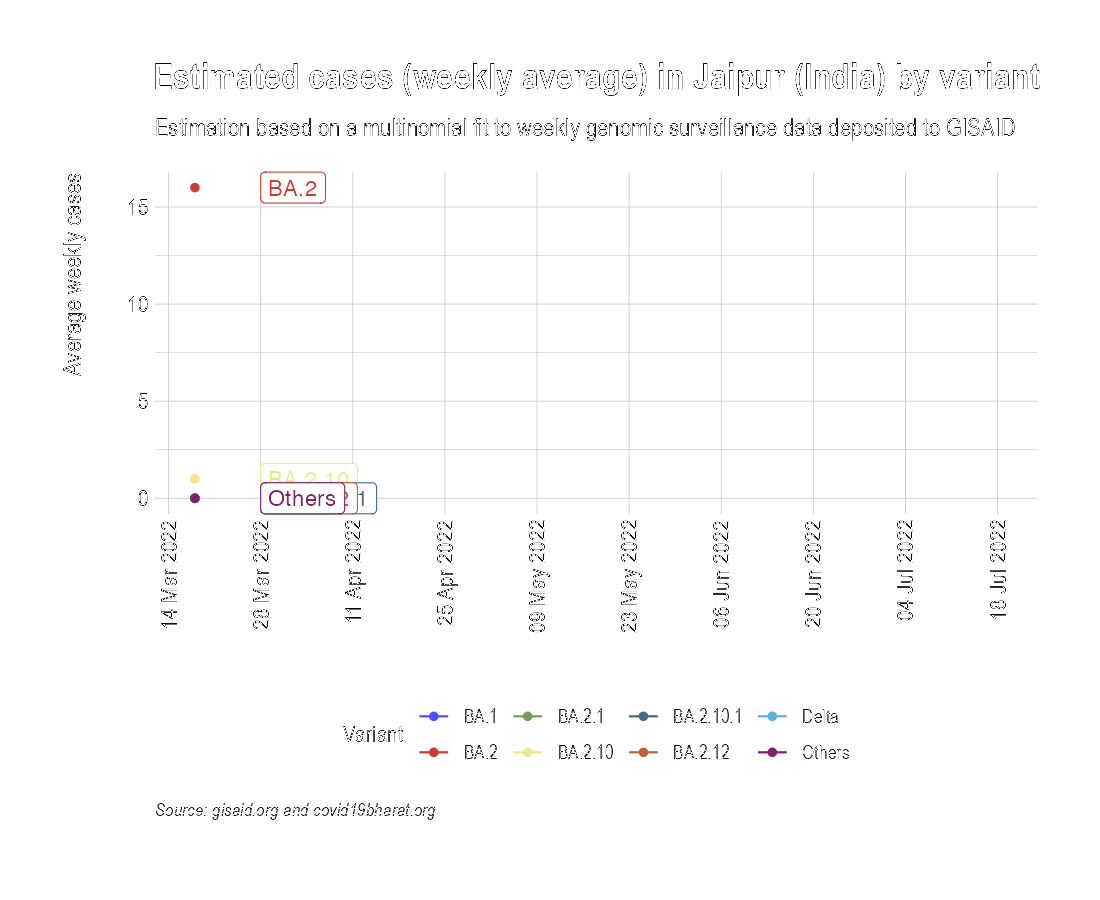 Estimated cases (weekly average) in Jaipur (India) by variant
Estimation based on a multinomial fit to weekly genomic surveillance data deposited to GISAID
Average weekly cases
15
10
5
0
BA.2
BA.2.10
Others
2
1
14 Mar 2022
28 Mar 2022
11 Apr 2022
25 Apr 2022
09 May 2022
23 May 2022
06 Jun 2022
20 Jun 2022
04 Jul 2022
18 Jul 2022
Variant
BA.1
BA.2.1
BA.2.10.1
Delta
BA.2
BA.2.10
BA.2.12
Others
Source: gisaid.org and covid19bharat.org